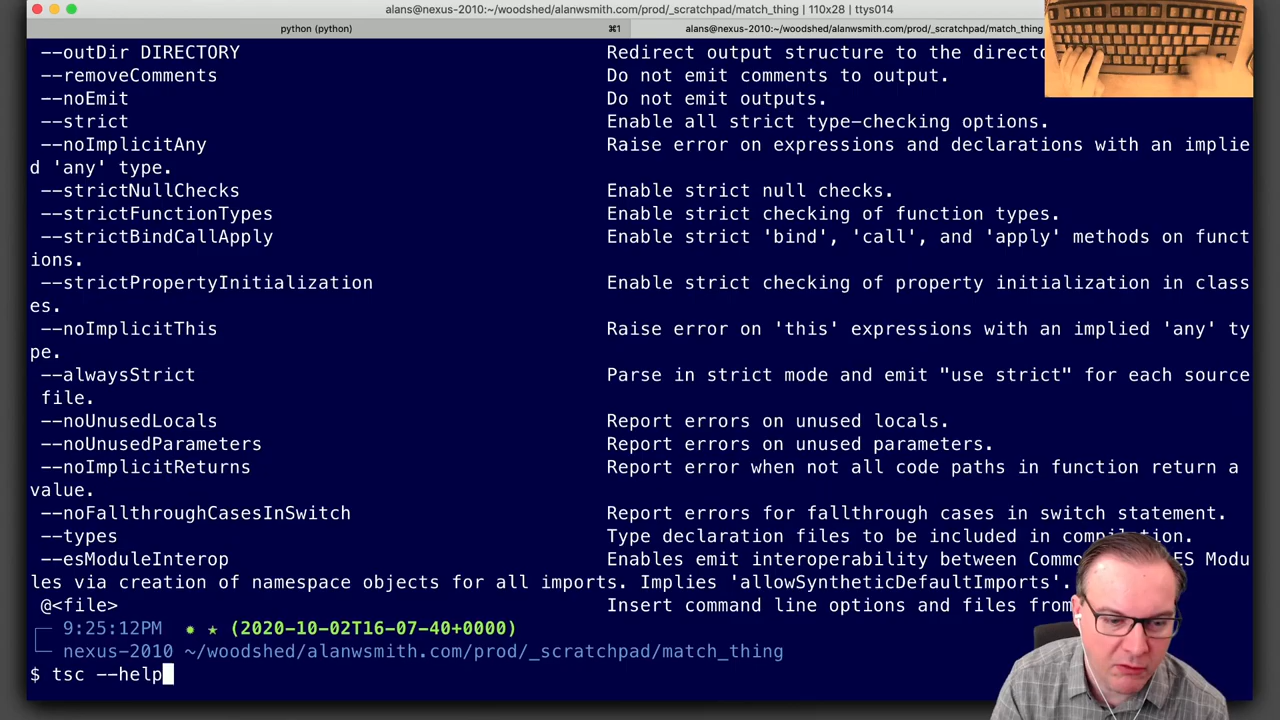 alans@nexus-2010:~/woodshed/alanwsmith.com/prod/_scratchpad/match_thing | 110x28 | ttys014
python (python) ⌘1 alans@nexus-2010:~/woodshed/alanwsmith.com/prod/_scratchpad/match_thing
--outDir DIRECTORY Redirect output structure to the
--removeComments Do not emit comments to output.
--noEmit Do not emit outputs.
--strict Enable all strict type-checking options.
--noImplicitAny Raise error on expressions and declarations with an implie
d 'any' type.
--strictNullChecks Enable strict null checks.
--strictFunctionTypes Enable strict checking of function types.
--strictBindCallApply Enable strict 'bind', 'call', and 'apply' methods on funct
ions.
--strictPropertyInitialization Enable strict checking of property initialization in class
es.
--noImplicitThis Raise error on 'this' expressions with an implied 'any' ty
pe.
--alwaysStrict Parse in strict mode and emit "use strict" for each source
file.
--noUnusedLocals Report errors on unused locals.
--noUnusedParameters Report errors on unused parameters.
--noImplicitReturns Report error when not all code paths in function return a
value.
--noFallthroughCasesInSwitch Report errors for fallthrough cases in switch statement.
--types Type declaration files to be included in compilation.
--esModuleInterop Enables emit interoperability between ES Modu
les via creation of namespace objects for all imports. Implies 'allowSyntheticDefaultImports'.
@<file> Insert command line options and files from
9:25:12PM ✹ ★ (2020-10-02T16-07-40+0000)
nexus-2010 ~/woodshed/alanwsmith.com/prod/_scratchpad/match_thing
$ tsc --help